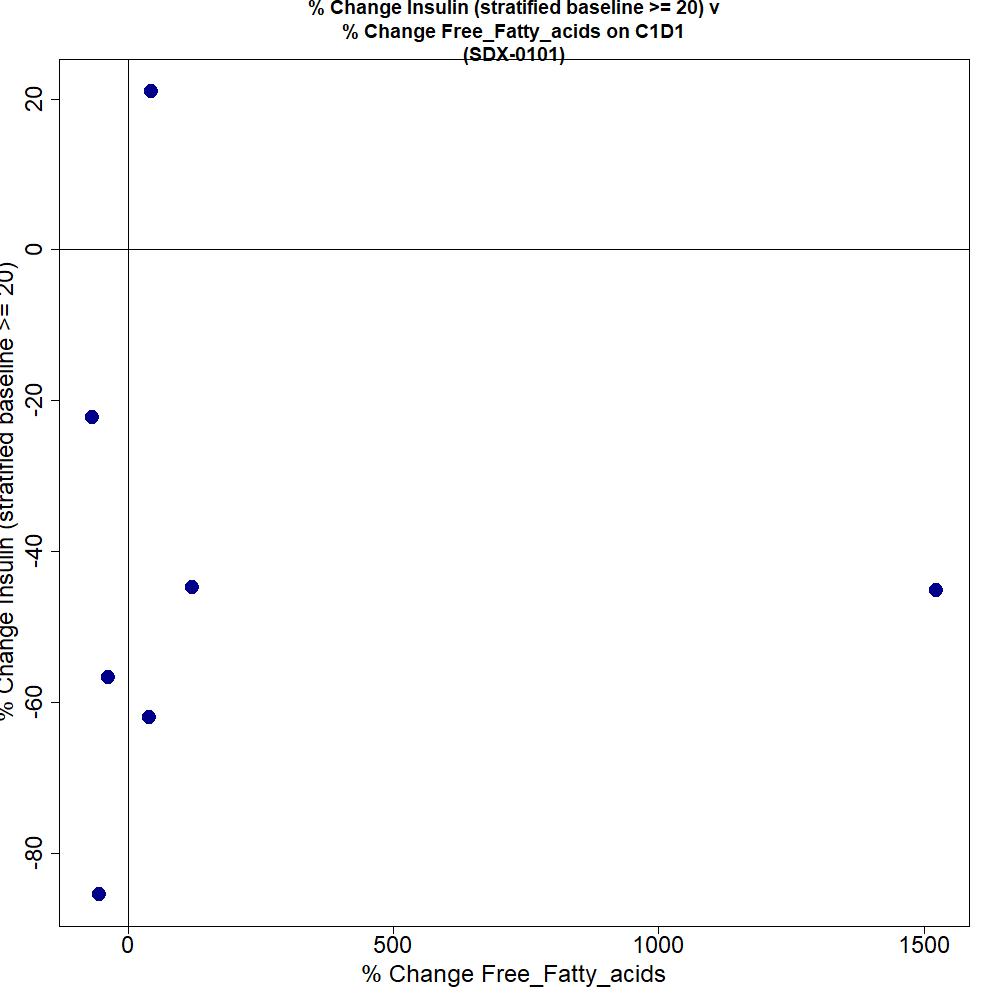 % Change Insulin (stratified baseline >= 20) v
% Change Free_Fatty_acids on C1D1
(SDX-0101)
% Change Insulin (stratified baseline >= 20)
20
0
-20
-40
-60
-80
0
500
1000
1500
% Change Free_Fatty_acids